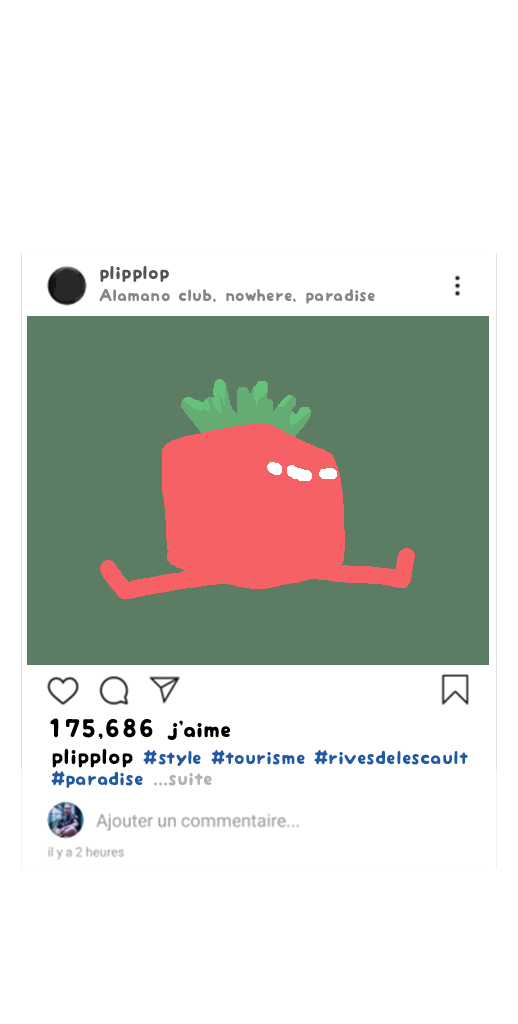 plipplop
Alamano club, nowhere, paradise
175,686 j'aime
plipplop #style #tourisme #rivesdelescault
#paradise ...suite
Ajouter un commentaire...
il y a 2 heures